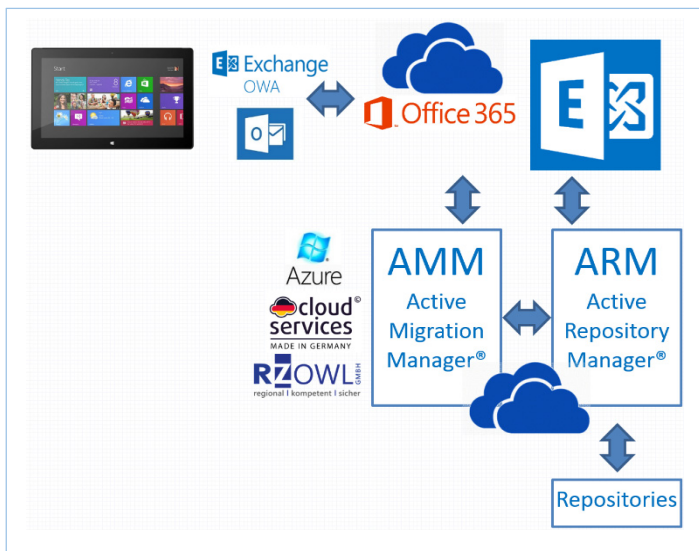 Start
E
Exchange
OWA
O
Office 365
E
AMM
Active
Migration
Manager®
ARM
Active
Repository
Manager®
Azure
cloud©
services
MADE IN GERMANY
RZOWL GMBH
regional I kompetent I sicher
Repositories